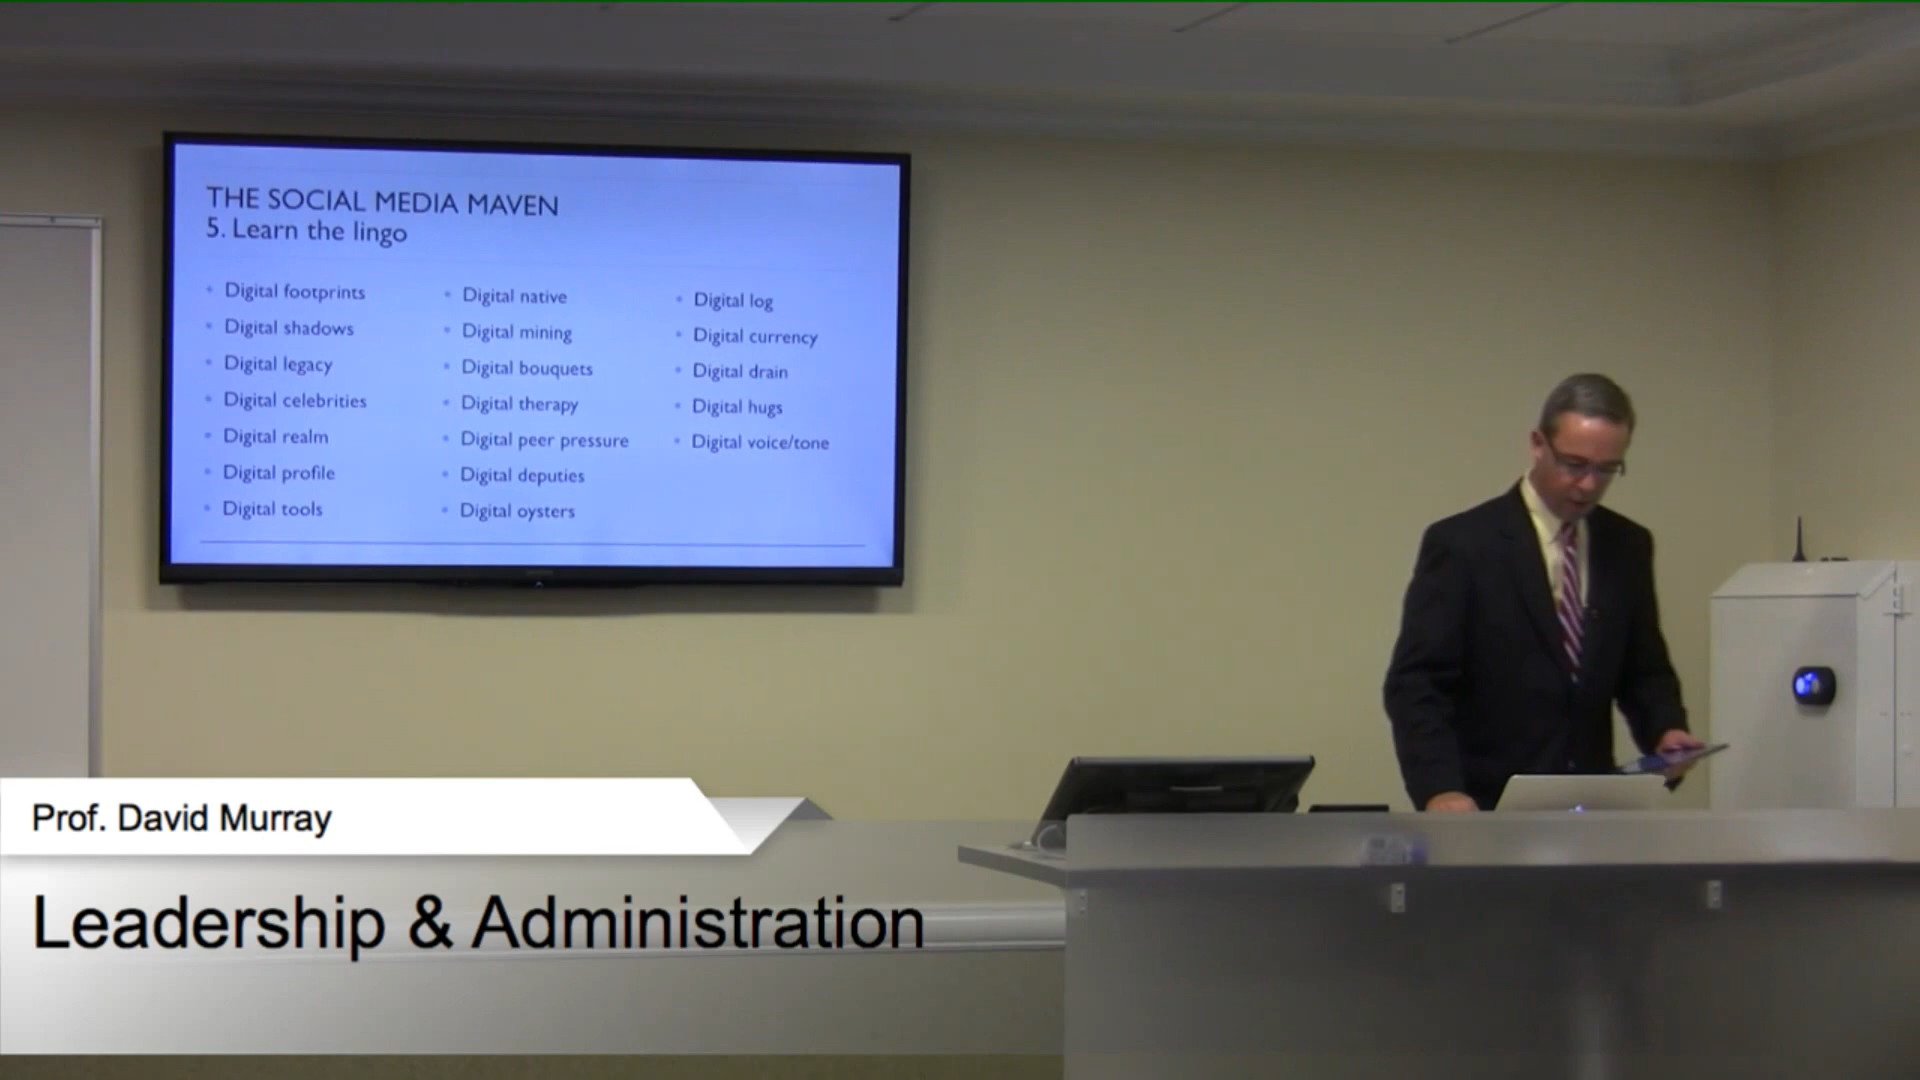 THE SOCIAL MEDIA MAVEN
5. Learn the lingo
Digital footprints
Digital shadows
Digital legacy
Digital celebrities
Digital realm
Digital profile
Digital tools
Digital native
Digital mining
Digital bouquets
Digital therapy
Digital peer pressure
Digital deputies
Digital oysters
Digital log
Digital currency
Digital drain
Digital hugs
Digital voice/tone
Prof. David Murray
Leadership & Administration